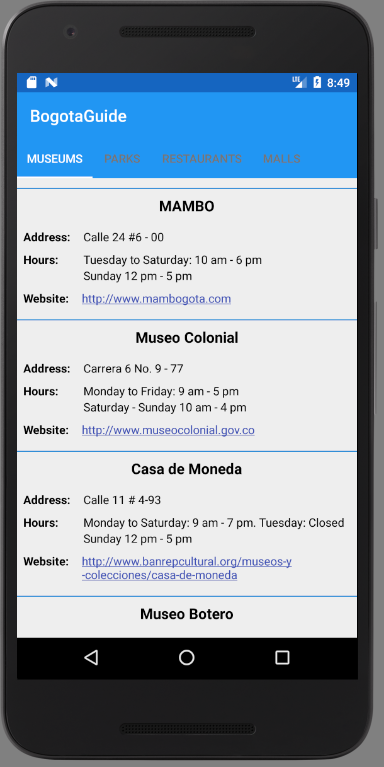 LTE 8:49
BogotaGuide
MUSEUMS PARKS RESTAURANTS MALLS
MAMBO
Address: Calle 24 #6 - 00
Hours: Tuesday to Saturday: 10 am - 6 pm
Sunday 12 pm - 5 pm
Website: http://www.mambogota.com
Museo Colonial
Address: Carrera 6 No. 9 - 77
Hours: Monday to Friday: 9 am - 5 pm
Saturday - Sunday 10 am - 4 pm
Website: http://www.museocolonial.gov.co
Casa de Moneda
Address: Calle 11 # 4-93
Hours: Monday to Saturday: 9 am - 7 pm. Tuesday: Closed
Sunday 12 pm - 5 pm
Website: http://www.banrepcultural.org/museos-y
-colecciones/casa-de-moneda
Museo Botero